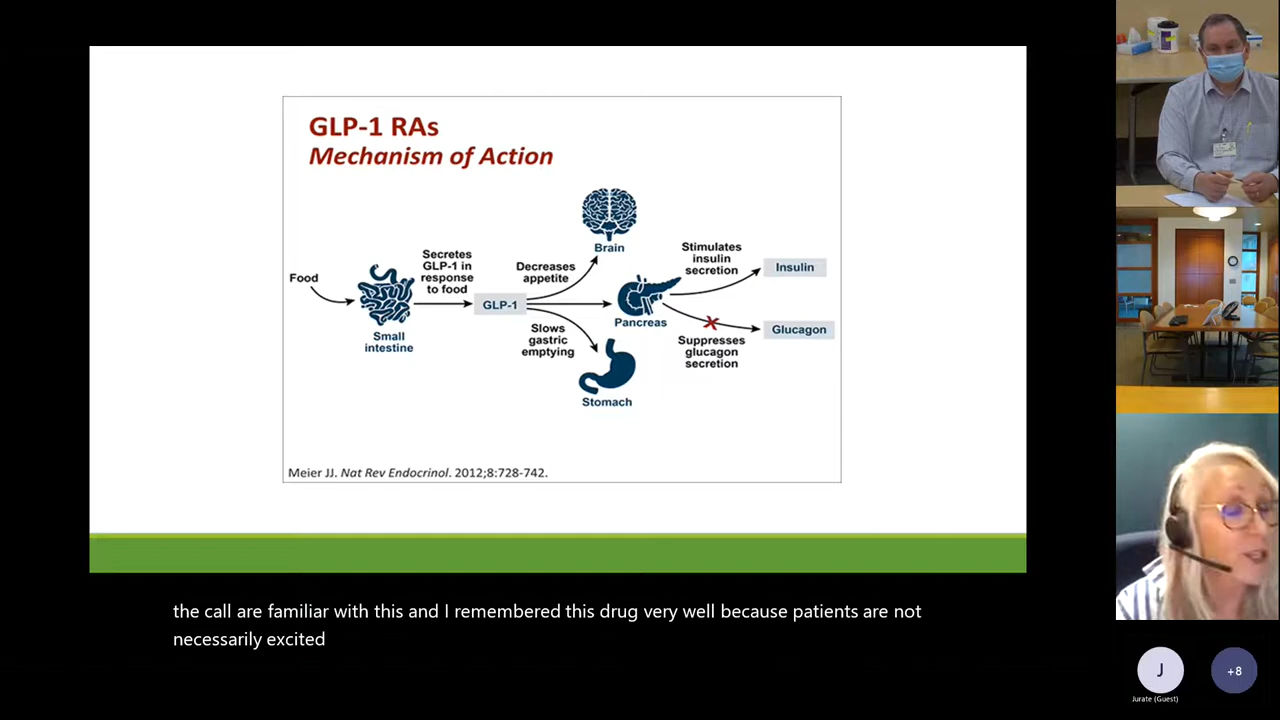 GLP-1 RAs
Mechanism of Action
Food
Small
intestine
Secretes
GLP-1 in
response
to food
GLP-1
Decreases
appetite
Brain
Slows
gastric
emptying
Stomach
Pancreas
Stimulates
insulin
secretion
Insulin
Suppresses
glucagon
secretion
Glucagon
Meier JJ. Nat Rev Endocrinol. 2012;8:728-742.
the call are familiar with this and I remembered this drug very well because patients are not
necessarily excited
J
Jurate (Guest)
+8